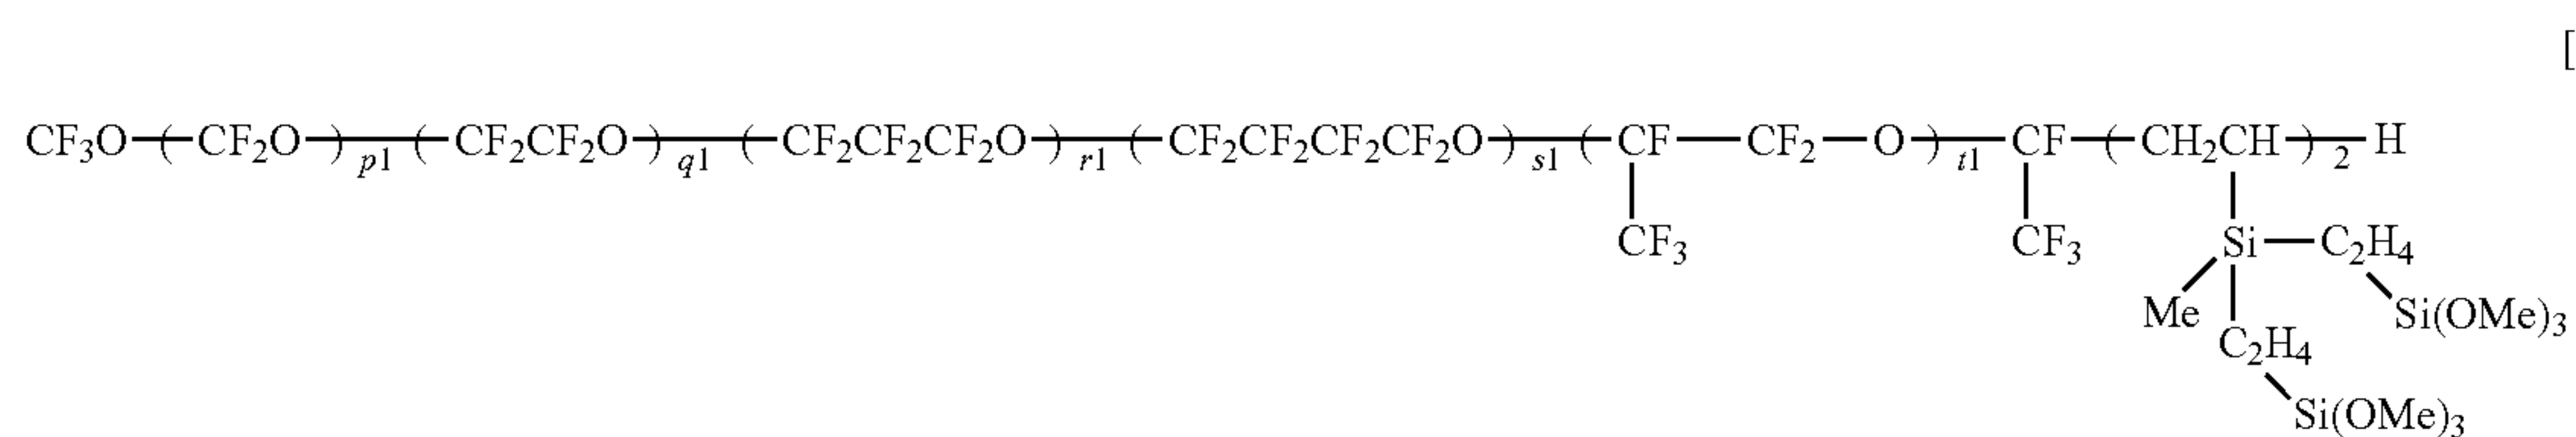 [
CF₃O—(CF₂O)p1—(CF₂CF₂O)q1—(CF₂CF₂CF₂O)r1—(CF₂CF₂CF₂CF₂O)s1—(CF—CF₂—O)t1—CF—(CH₂CH)₂—H
CF₃ CF₃ Si—C₂H₄
Me Si(OMe)₃
C₂H₄
Si(OMe)₃